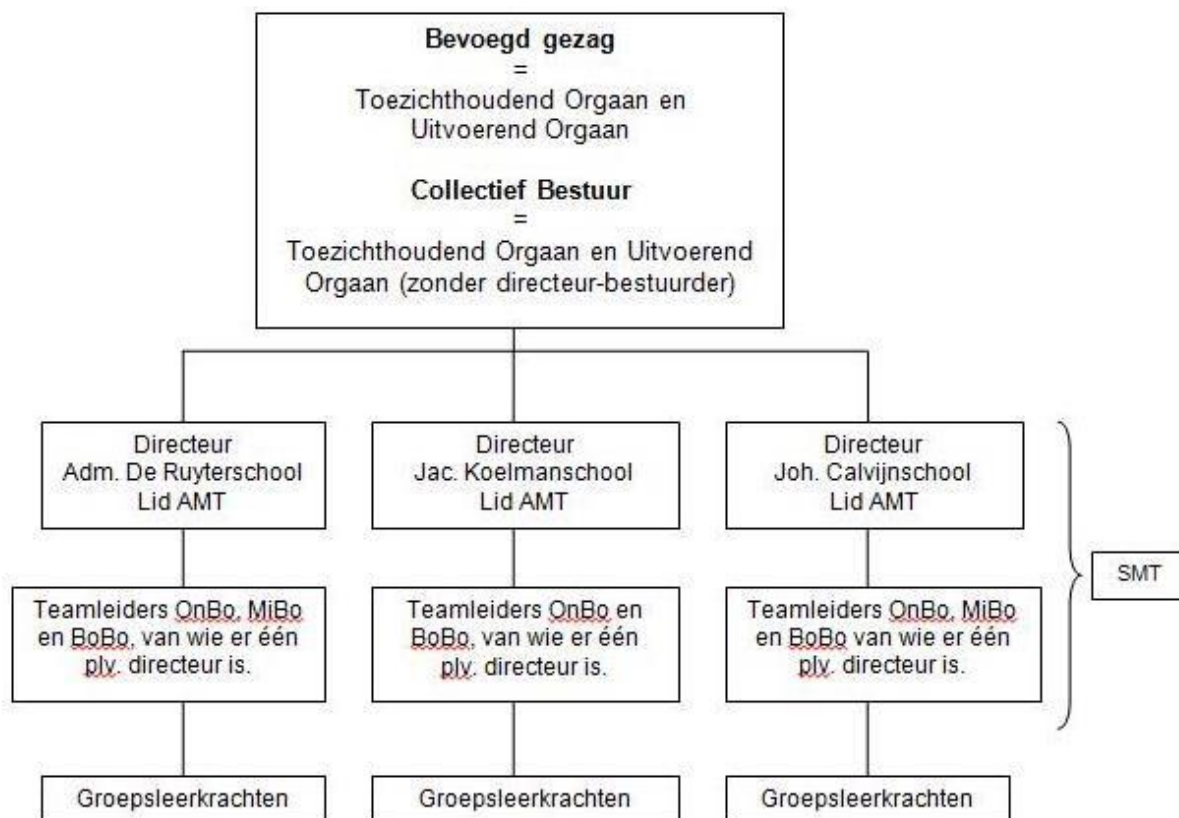 Bevoegd gezag
=
Toezichthoudend Orgaan en
Uitvoerend Orgaan
Collectief Bestuur
=
Toezichthoudend Orgaan en Uitvoerend
Orgaan (zonder directeur-bestuurder)
Directeur
Adm. De Ruyterschool
Lid AMT
Directeur
Jac. Koelmanschool
Lid AMT
Directeur
Joh. Calvijnschool
Lid AMT
SMT
Teamleiders OnBo, MiBo
en BoBo, van wie er één
plv. directeur is.
Teamleiders OnBo en
BoBo, van wie er één
plv. directeur is.
Teamleiders OnBo, MiBo
en BoBo van wie er één
plv. directeur is.
Groepsleerkrachten
Groepsleerkrachten
Groepsleerkrachten